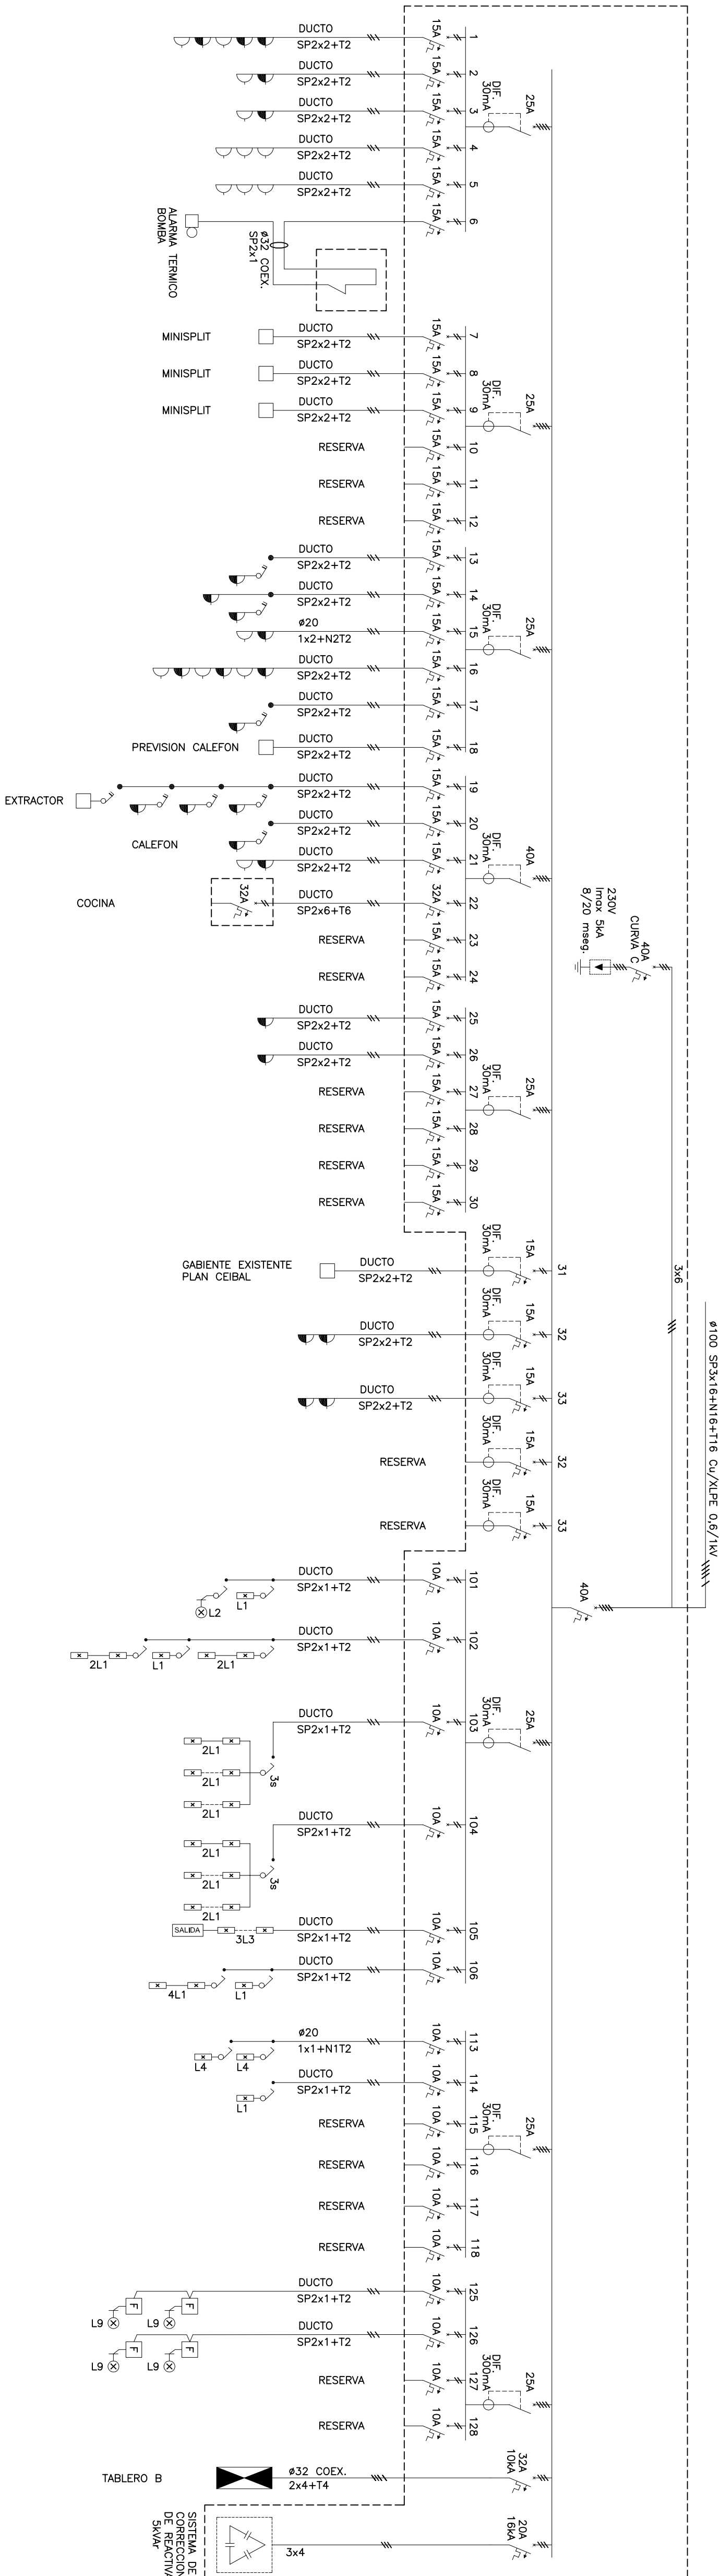 ø100 SP3x16+N16+T16 Cu/XLPE 0,6/1kV
3x6
40A
CURVA C
230V
Imax 5kA
8/20 mseg.
40A
25A
DIF.
30mA
1
15A
DUCTO
SP2x2+T2
2
15A
DUCTO
SP2x2+T2
3
15A
DUCTO
SP2x2+T2
4
15A
DUCTO
SP2x2+T2
5
15A
DUCTO
SP2x2+T2
6
15A
ø32 COEX.
SP2x1
ALARMA TERMICO
BOMBA
25A
DIF.
30mA
7
15A
DUCTO
SP2x2+T2
MINISPLIT
8
15A
DUCTO
SP2x2+T2
MINISPLIT
9
15A
DUCTO
SP2x2+T2
MINISPLIT
10
15A
RESERVA
11
15A
RESERVA
12
15A
RESERVA
25A
DIF.
30mA
13
15A
DUCTO
SP2x2+T2
14
15A
DUCTO
SP2x2+T2
15
15A
ø20
1x2+N2T2
16
15A
DUCTO
SP2x2+T2
17
15A
DUCTO
SP2x2+T2
18
15A
DUCTO
SP2x2+T2
PREVISION CALEFON
40A
DIF.
30mA
19
15A
DUCTO
SP2x2+T2
EXTRACTOR
20
15A
DUCTO
SP2x2+T2
CALEFON
21
15A
DUCTO
SP2x2+T2
22
32A
DUCTO
SP2x6+T6
32A
COCINA
23
15A
RESERVA
24
15A
RESERVA
25A
DIF.
30mA
25
15A
DUCTO
SP2x2+T2
26
15A
DUCTO
SP2x2+T2
27
15A
RESERVA
28
15A
RESERVA
29
15A
RESERVA
30
15A
RESERVA
31
15A
DIF.
30mA
DUCTO
SP2x2+T2
GABIENTE EXISTENTE
PLAN CEIBAL
32
15A
DIF.
30mA
DUCTO
SP2x2+T2
33
15A
DIF.
30mA
DUCTO
SP2x2+T2
32
15A
DIF.
30mA
RESERVA
33
15A
DIF.
30mA
RESERVA
25A
DIF.
30mA
101
10A
DUCTO
SP2x1+T2
L1
L2
102
10A
DUCTO
SP2x1+T2
2L1
L1
2L1
103
10A
DUCTO
SP2x1+T2
3s
2L1
2L1
2L1
104
10A
DUCTO
SP2x1+T2
3s
2L1
2L1
2L1
105
10A
DUCTO
SP2x1+T2
3L3
SALIDA
106
10A
DUCTO
SP2x1+T2
L1
4L1
25A
DIF.
30mA
113
10A
ø20
1x1+N1T2
L4
L4
114
10A
DUCTO
SP2x1+T2
L1
115
10A
RESERVA
116
10A
RESERVA
117
10A
RESERVA
118
10A
RESERVA
25A
DIF.
300mA
125
10A
DUCTO
SP2x1+T2
F
L9
F
L9
126
10A
DUCTO
SP2x1+T2
F
L9
F
L9
127
10A
RESERVA
128
10A
RESERVA
32A
10kA
ø32 COEX.
2x4+T4
TABLERO B
20A
16kA
3x4
SISTEMA DE
CORRECCION
DE REACTIVA
5kVAr